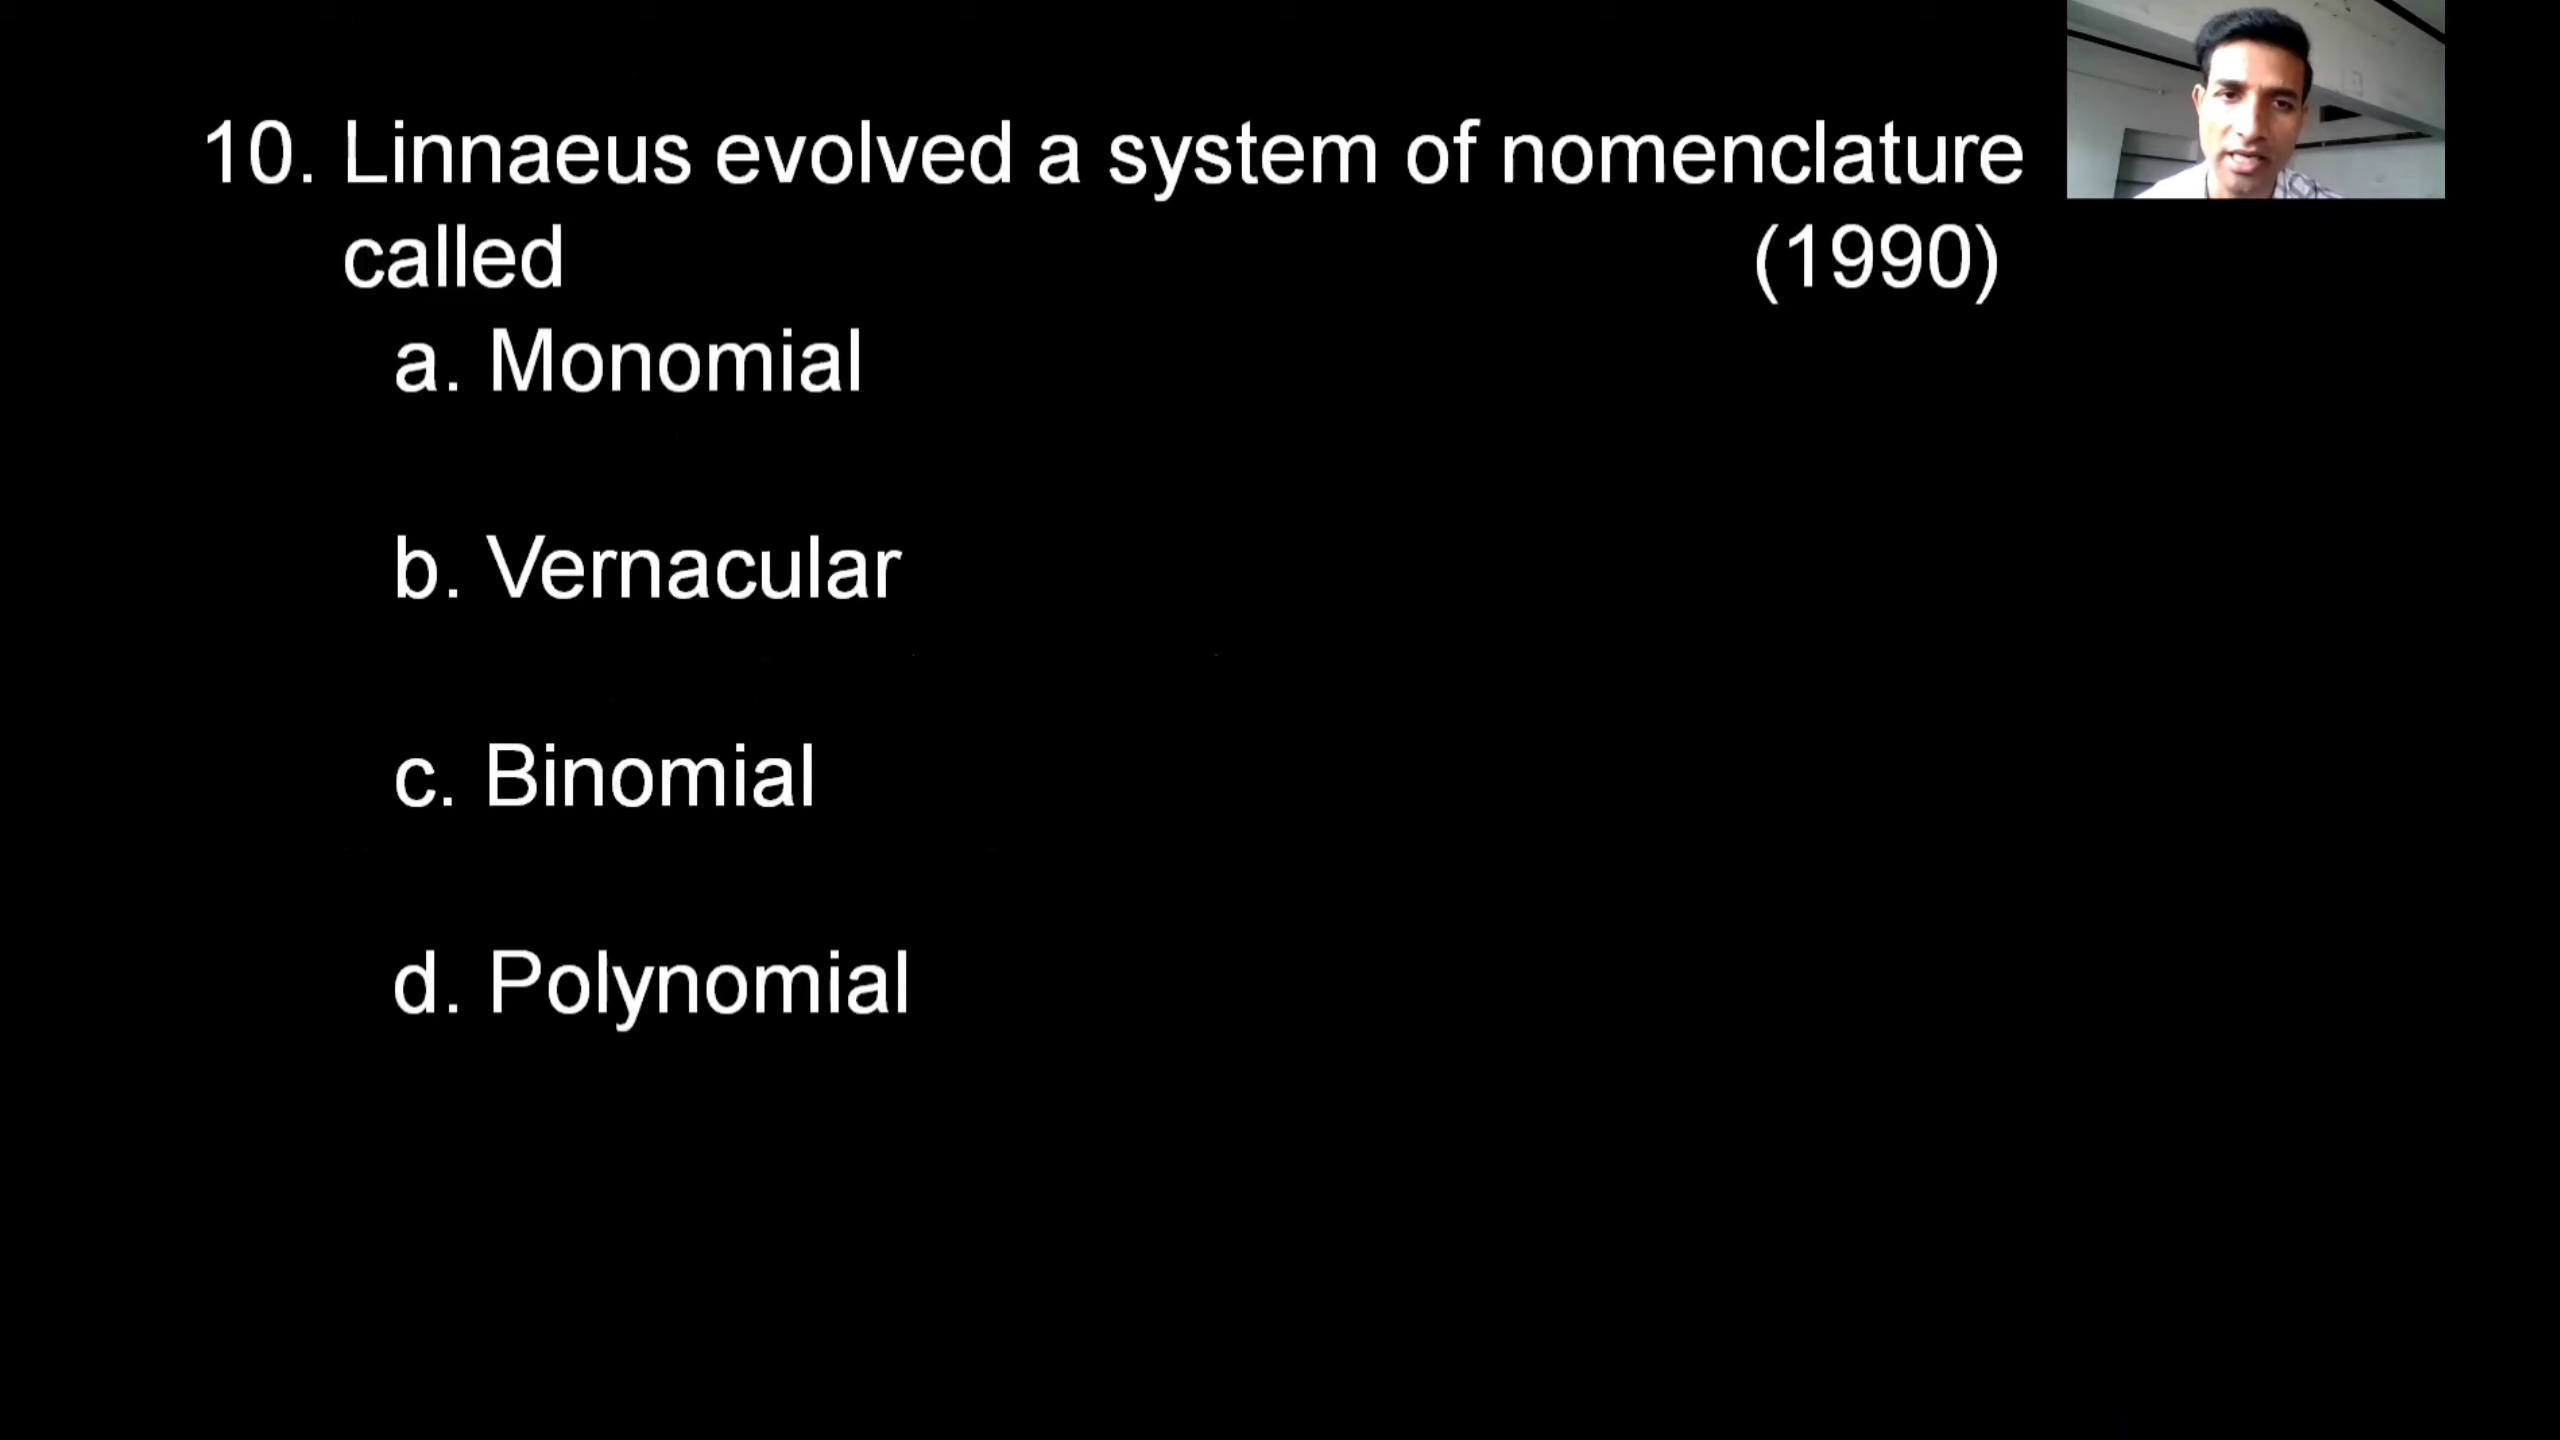 10. Linnaeus evolved a system of nomenclature
called (1990)
a. Monomial
b. Vernacular
c. Binomial
d. Polynomial